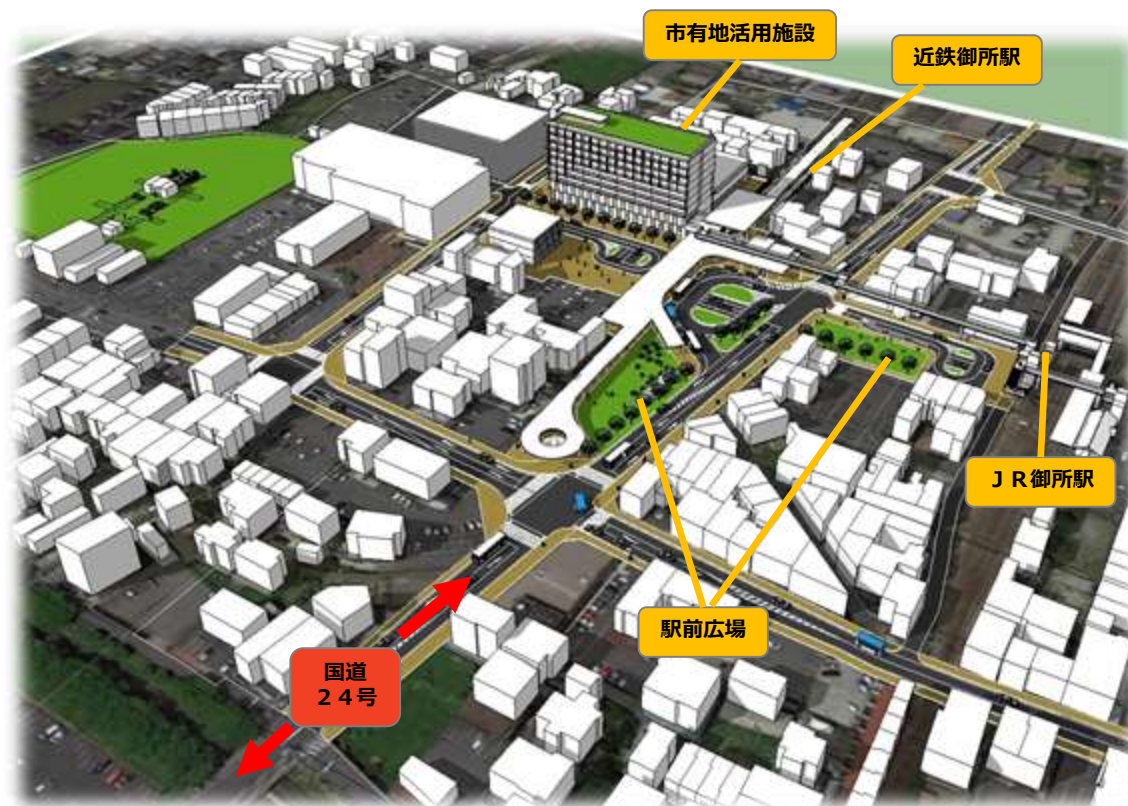 市有地活用施設
近鉄御所駅
ＪＲ御所駅
駅前広場
国道
２４号